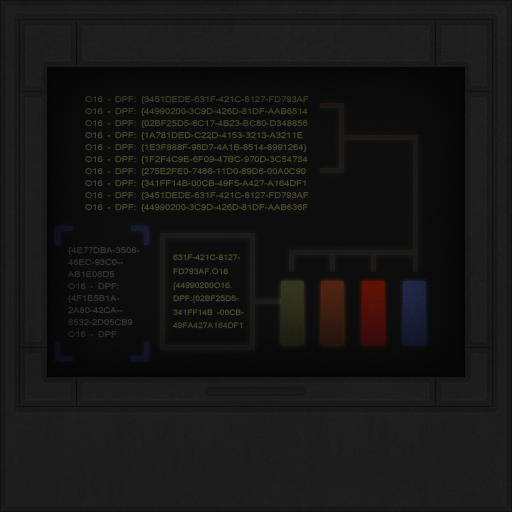 O16 - DPF: {3451DEDE-631F-421C-8127-FD793AF
O16 - DPF: {44990200-3C9D-426D-81DF-AAB6514
O16 - DPF: {02BF25D5-8C17-4B23-BC80-D348856
O16 - DPF: {1A781DED-C22D-4153-3213-A3211E
O16 - DPF: {1E3F888F-96D7-4A1B-8514-8991264}
O16 - DPF: {1F2F4C9E-6F09-47BC-970D-3C54734
O16 - DPF: {275E2FE0-7486-11D0-89D6-00A0C90
O16 - DPF: {341FF14B-00CB-49F5-A427-A164DF1
O16 - DPF: {3451DEDE-631F-421C-8127-FD793AF
O16 - DPF: {44990200-3C9D-426D-81DF-AAB636F
{4E77DBA-3506-
46EC-93C0--
AB1E08D5
O16 - DPF:
{4F1E5B1A-
2A80-42CA--
8532-2D05CB9
O16 - DPF
631F-421C-8127-
FD793AF.O16
{44990200O16.
DPF:{02BF25D5-
341FF14B -00CB-
49FA427A164DF1